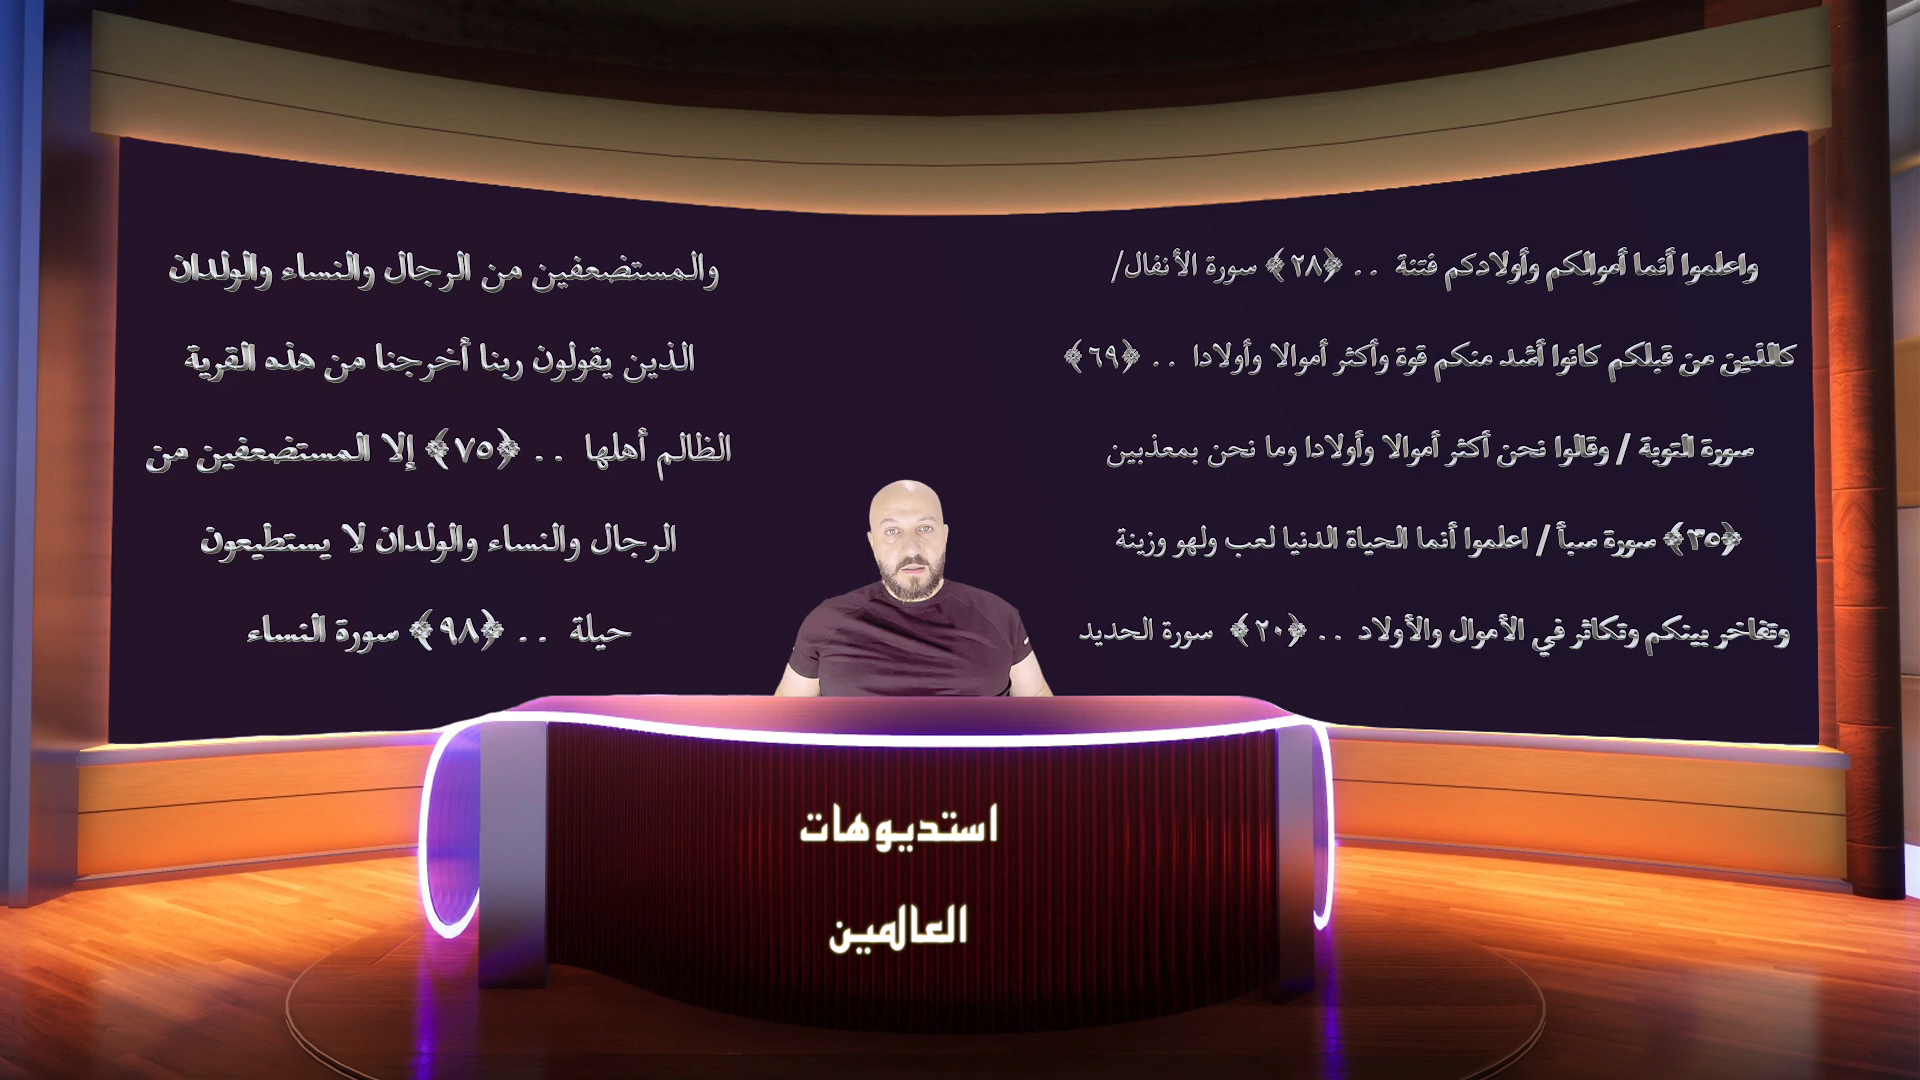 واعلموا أنما أموالكم وأولادكم فتنة .. ﴿٢٨﴾ سورة الأنفال/
كالذين من قبلكم كانوا أشد منكم قوة وأكثر أموالا وأولادا .. ﴿٦٩﴾
سورة التوبة / وقالوا نحن أكثر أموالا وأولادا وما نحن بمعذبين
﴿٣٥﴾ سورة سبأ / اعلموا أنما الحياة الدنيا لعب ولهو وزينة
وتفاخر بينكم وتكاثر في الأموال والأولاد .. ﴿٢٠﴾ سورة الحديد
والمستضعفين من الرجال والنساء والولدان
الذين يقولون ربنا أخرجنا من هذه القرية
الظالم أهلها .. ﴿٧٥﴾ إلا المستضعفين من
الرجال والنساء والولدان لا يستطيعون
حيلة .. ﴿٩٨﴾ سورة النساء
استديوهات
العالمين